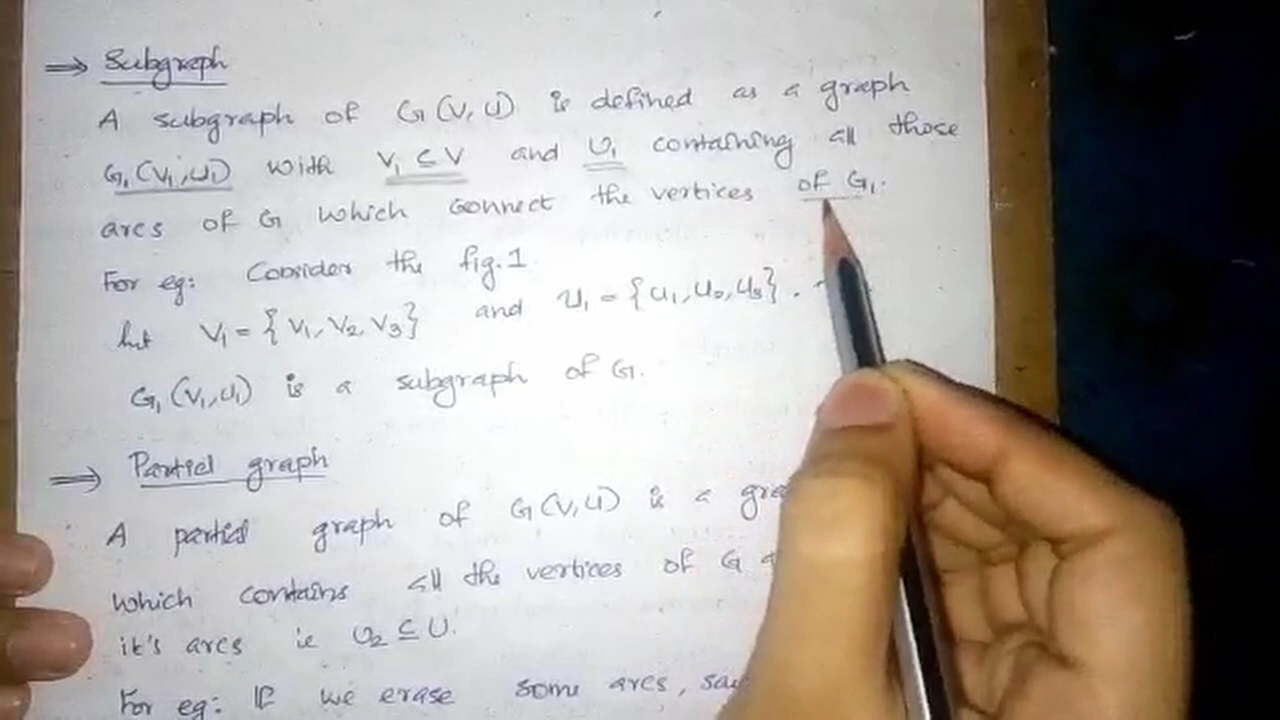 ⇒ Subgraph
A subgraph of G(V, U) is defined as a graph
G₁(V₁, U₁) with V₁ ⊆ V and U₁ containing all those
arcs of G which connect the vertices of G₁.
For eg: Consider the fig.1
let V₁ = { V₁, V₂, V₃} and U₁ = {U₁, U₂, U₃}.
G₁ (V₁, U₁) is a subgraph of G.
⇒ Partial graph
A partial graph of G(V, U) is a
which contains all the vertices of G
it's arcs ie U₂ ⊆ U.
For eg: If we erase some arcs,